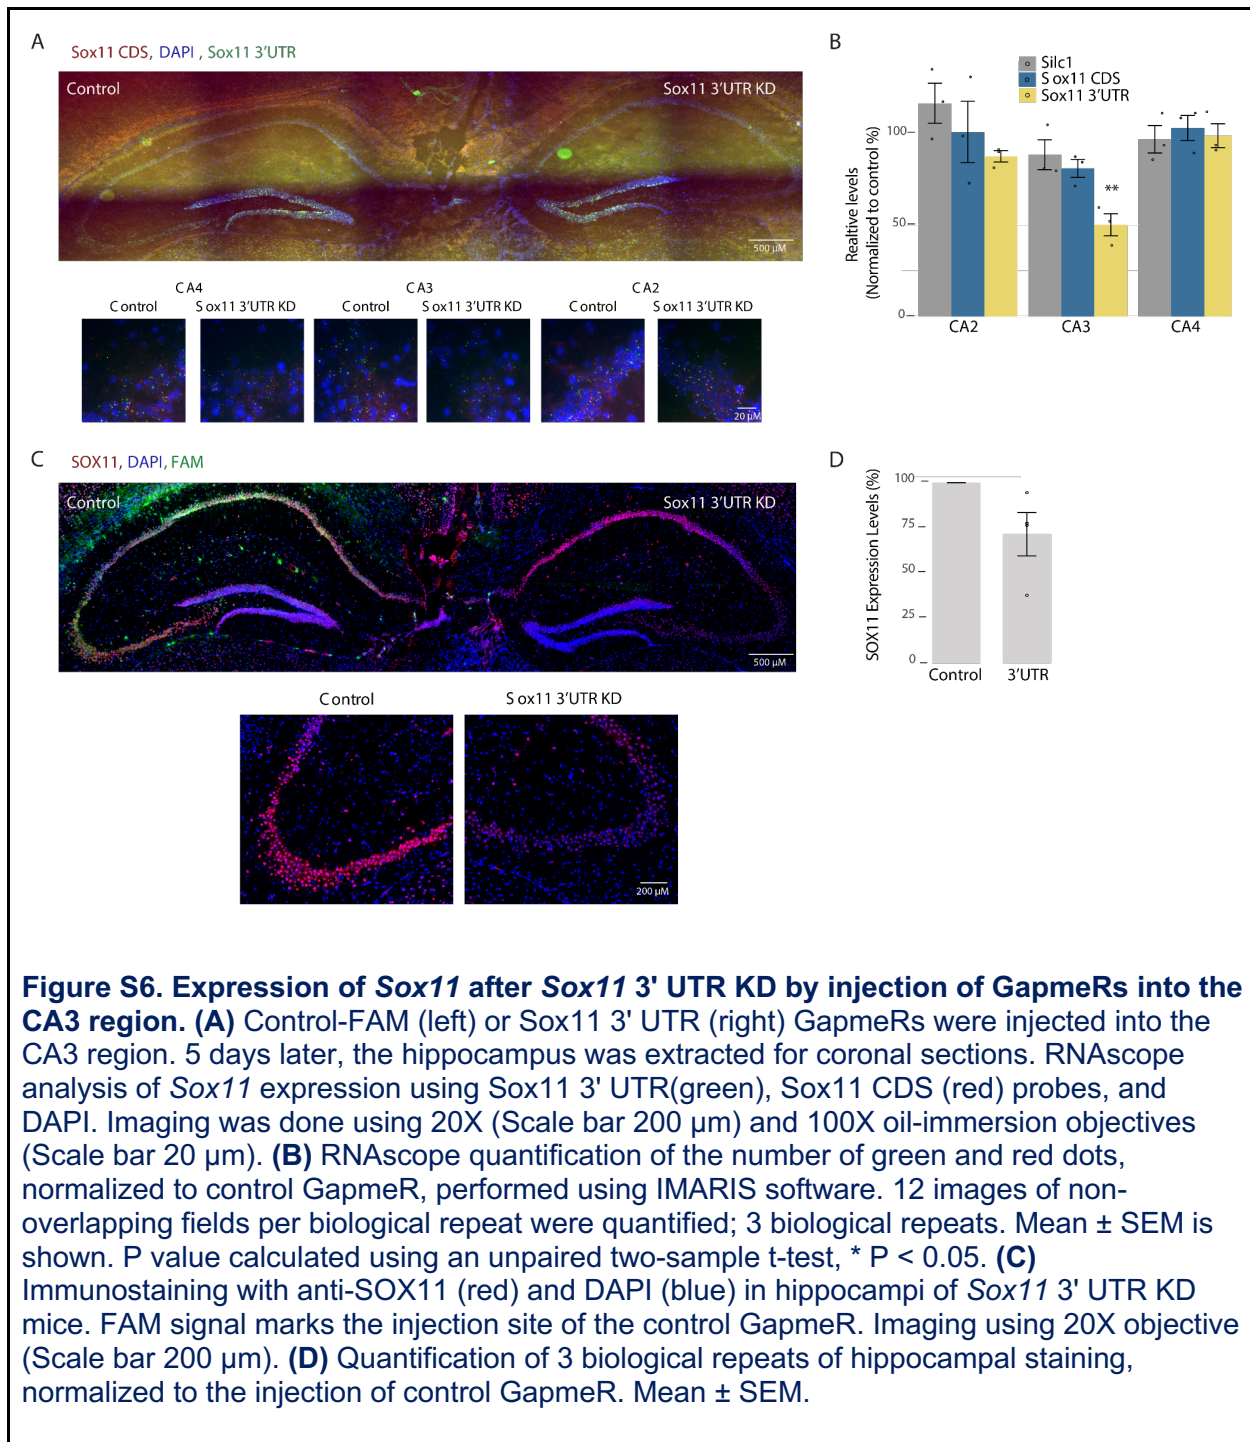 A
Sox11 CDS, DAPI , Sox11 3'UTR
Control
Sox11 3'UTR KD
500 µM
CA4
CA3
CA2
Control
Sox11 3'UTR KD
Control
Sox11 3'UTR KD
Control
Sox11 3'UTR KD
20 µM
B
Silc1
Sox11 CDS
Sox11 3'UTR
Realtive levels
(Normalized to control %)
100
50
0
**
CA2
CA3
CA4
C
SOX11, DAPI, FAM
Control
Sox11 3'UTR KD
500 µM
Control
Sox11 3'UTR KD
200 µM
D
SOX11 Expression Levels (%)
100
75
50
25
0
Control
3'UTR
Figure S6. Expression of Sox11 after Sox11 3' UTR KD by injection of GapmeRs into the
CA3 region. (A) Control-FAM (left) or Sox11 3' UTR (right) GapmeRs were injected into the
CA3 region. 5 days later, the hippocampus was extracted for coronal sections. RNAscope
analysis of Sox11 expression using Sox11 3' UTR(green), Sox11 CDS (red) probes, and
DAPI. Imaging was done using 20X (Scale bar 200 µm) and 100X oil-immersion objectives
(Scale bar 20 µm). (B) RNAscope quantification of the number of green and red dots,
normalized to control GapmeR, performed using IMARIS software. 12 images of non-
overlapping fields per biological repeat were quantified; 3 biological repeats. Mean ± SEM is
shown. P value calculated using an unpaired two-sample t-test, * P < 0.05. (C)
Immunostaining with anti-SOX11 (red) and DAPI (blue) in hippocampi of Sox11 3' UTR KD
mice. FAM signal marks the injection site of the control GapmeR. Imaging using 20X objective
(Scale bar 200 µm). (D) Quantification of 3 biological repeats of hippocampal staining,
normalized to the injection of control GapmeR. Mean ± SEM.